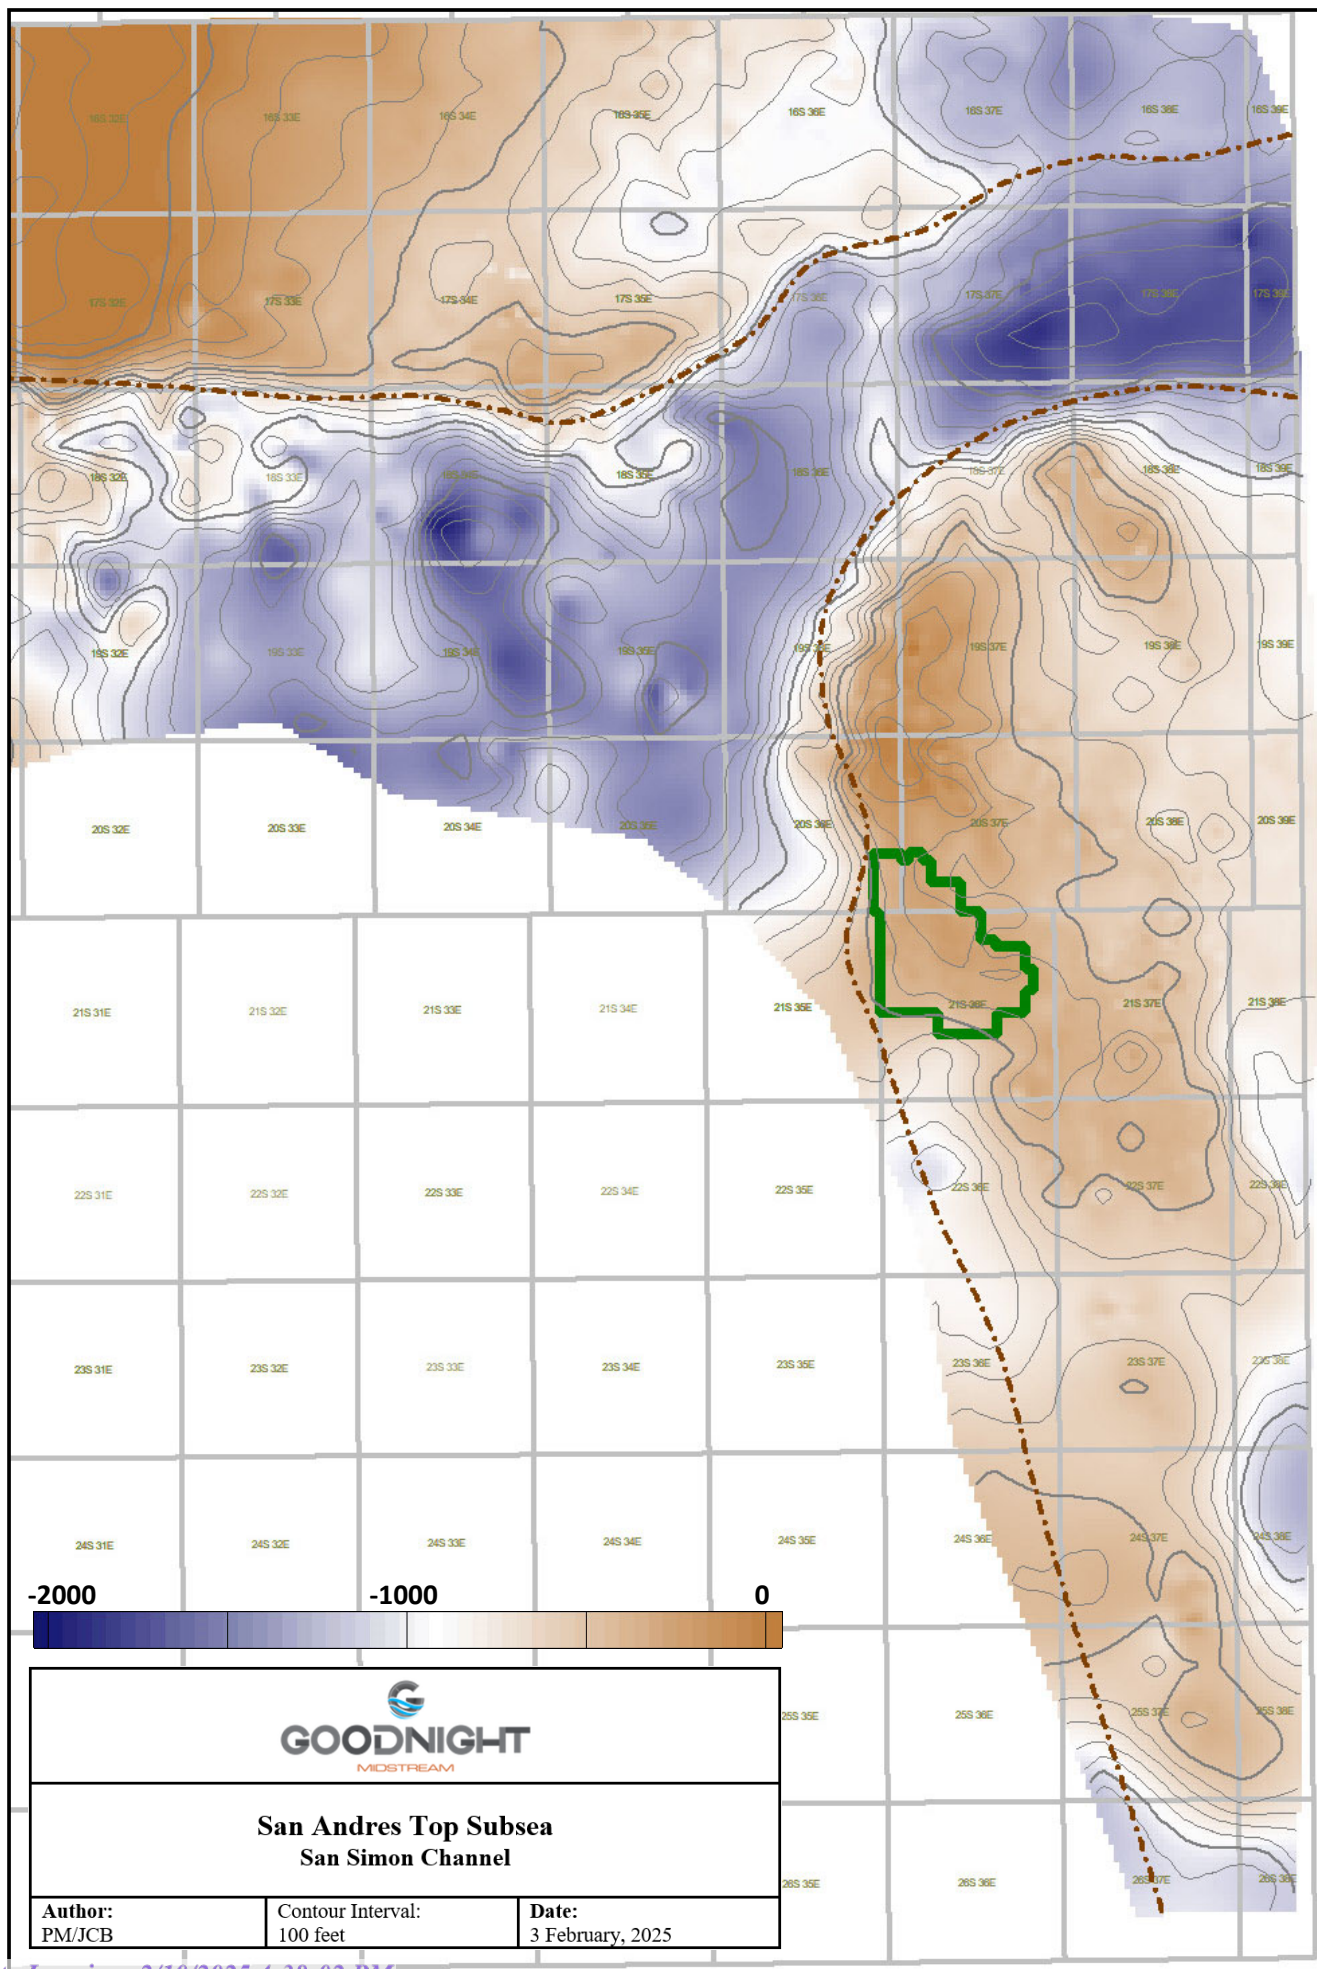 16S 32E
16S 33E
16S 34E
16S 35E
16S 36E
16S 37E
16S 38E
16S 39E
17S 32E
17S 33E
17S 34E
17S 35E
17S 36E
17S 37E
17S 38E
17S 39E
18S 32E
18S 33E
18S 34E
18S 35E
18S 36E
18S 37E
18S 38E
18S 39E
19S 32E
19S 33E
19S 34E
19S 35E
19S 36E
19S 37E
19S 38E
19S 39E
20S 32E
20S 33E
20S 34E
20S 35E
20S 36E
20S 37E
20S 38E
20S 39E
21S 31E
21S 32E
21S 33E
21S 34E
21S 35E
21S 36E
21S 37E
21S 38E
22S 31E
22S 32E
22S 33E
22S 34E
22S 35E
22S 36E
22S 37E
22S 38E
23S 31E
23S 32E
23S 33E
23S 34E
23S 35E
23S 36E
23S 37E
23S 38E
24S 31E
24S 32E
24S 33E
24S 34E
24S 35E
24S 36E
24S 37E
24S 38E
-2000 -1000 0
25S 35E
25S 36E
25S 37E
25S 38E
26S 35E
26S 36E
26S 37E
26S 38E
GOODNIGHT
MIDSTREAM
San Andres Top Subsea
San Simon Channel
Author:
PM/JCB
Contour Interval:
100 feet
Date:
3 February, 2025